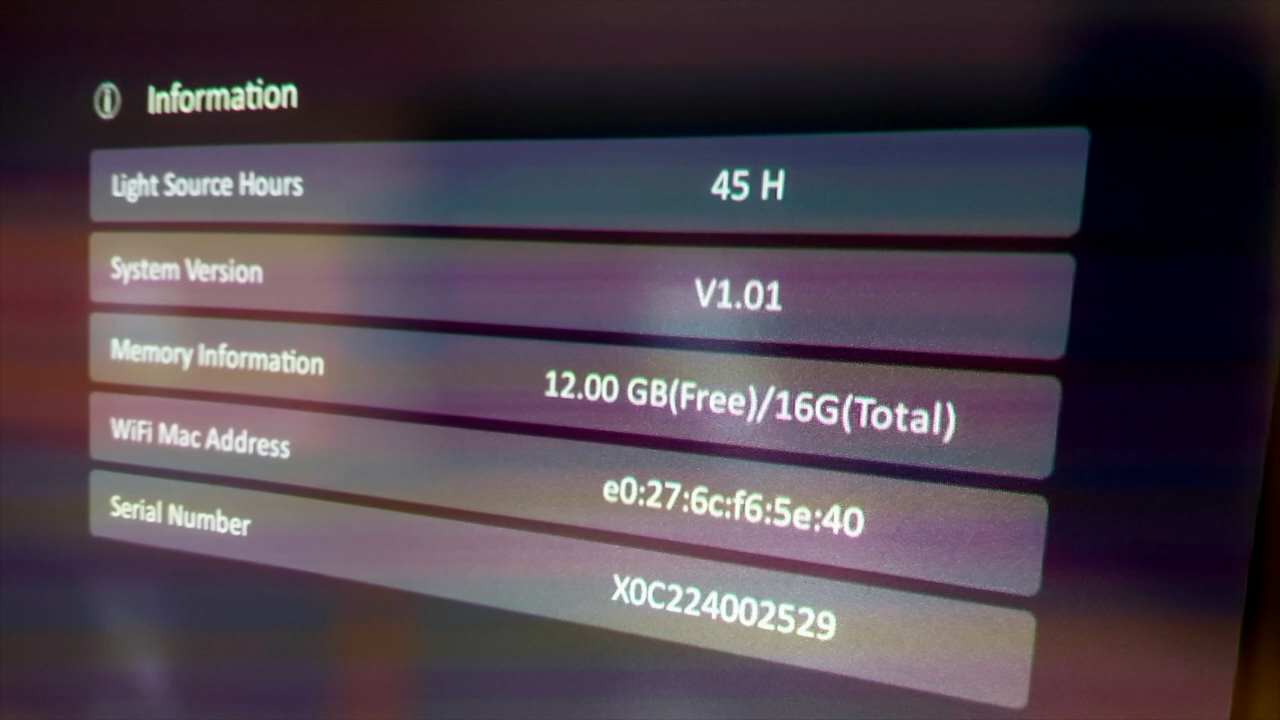 Information
Light Source Hours 45 H
System Version V1.01
Memory Information 12.00 GB(Free)/16G(Total)
WiFi Mac Address e0:27:6c:f6:5e:40
Serial Number X0C224002529